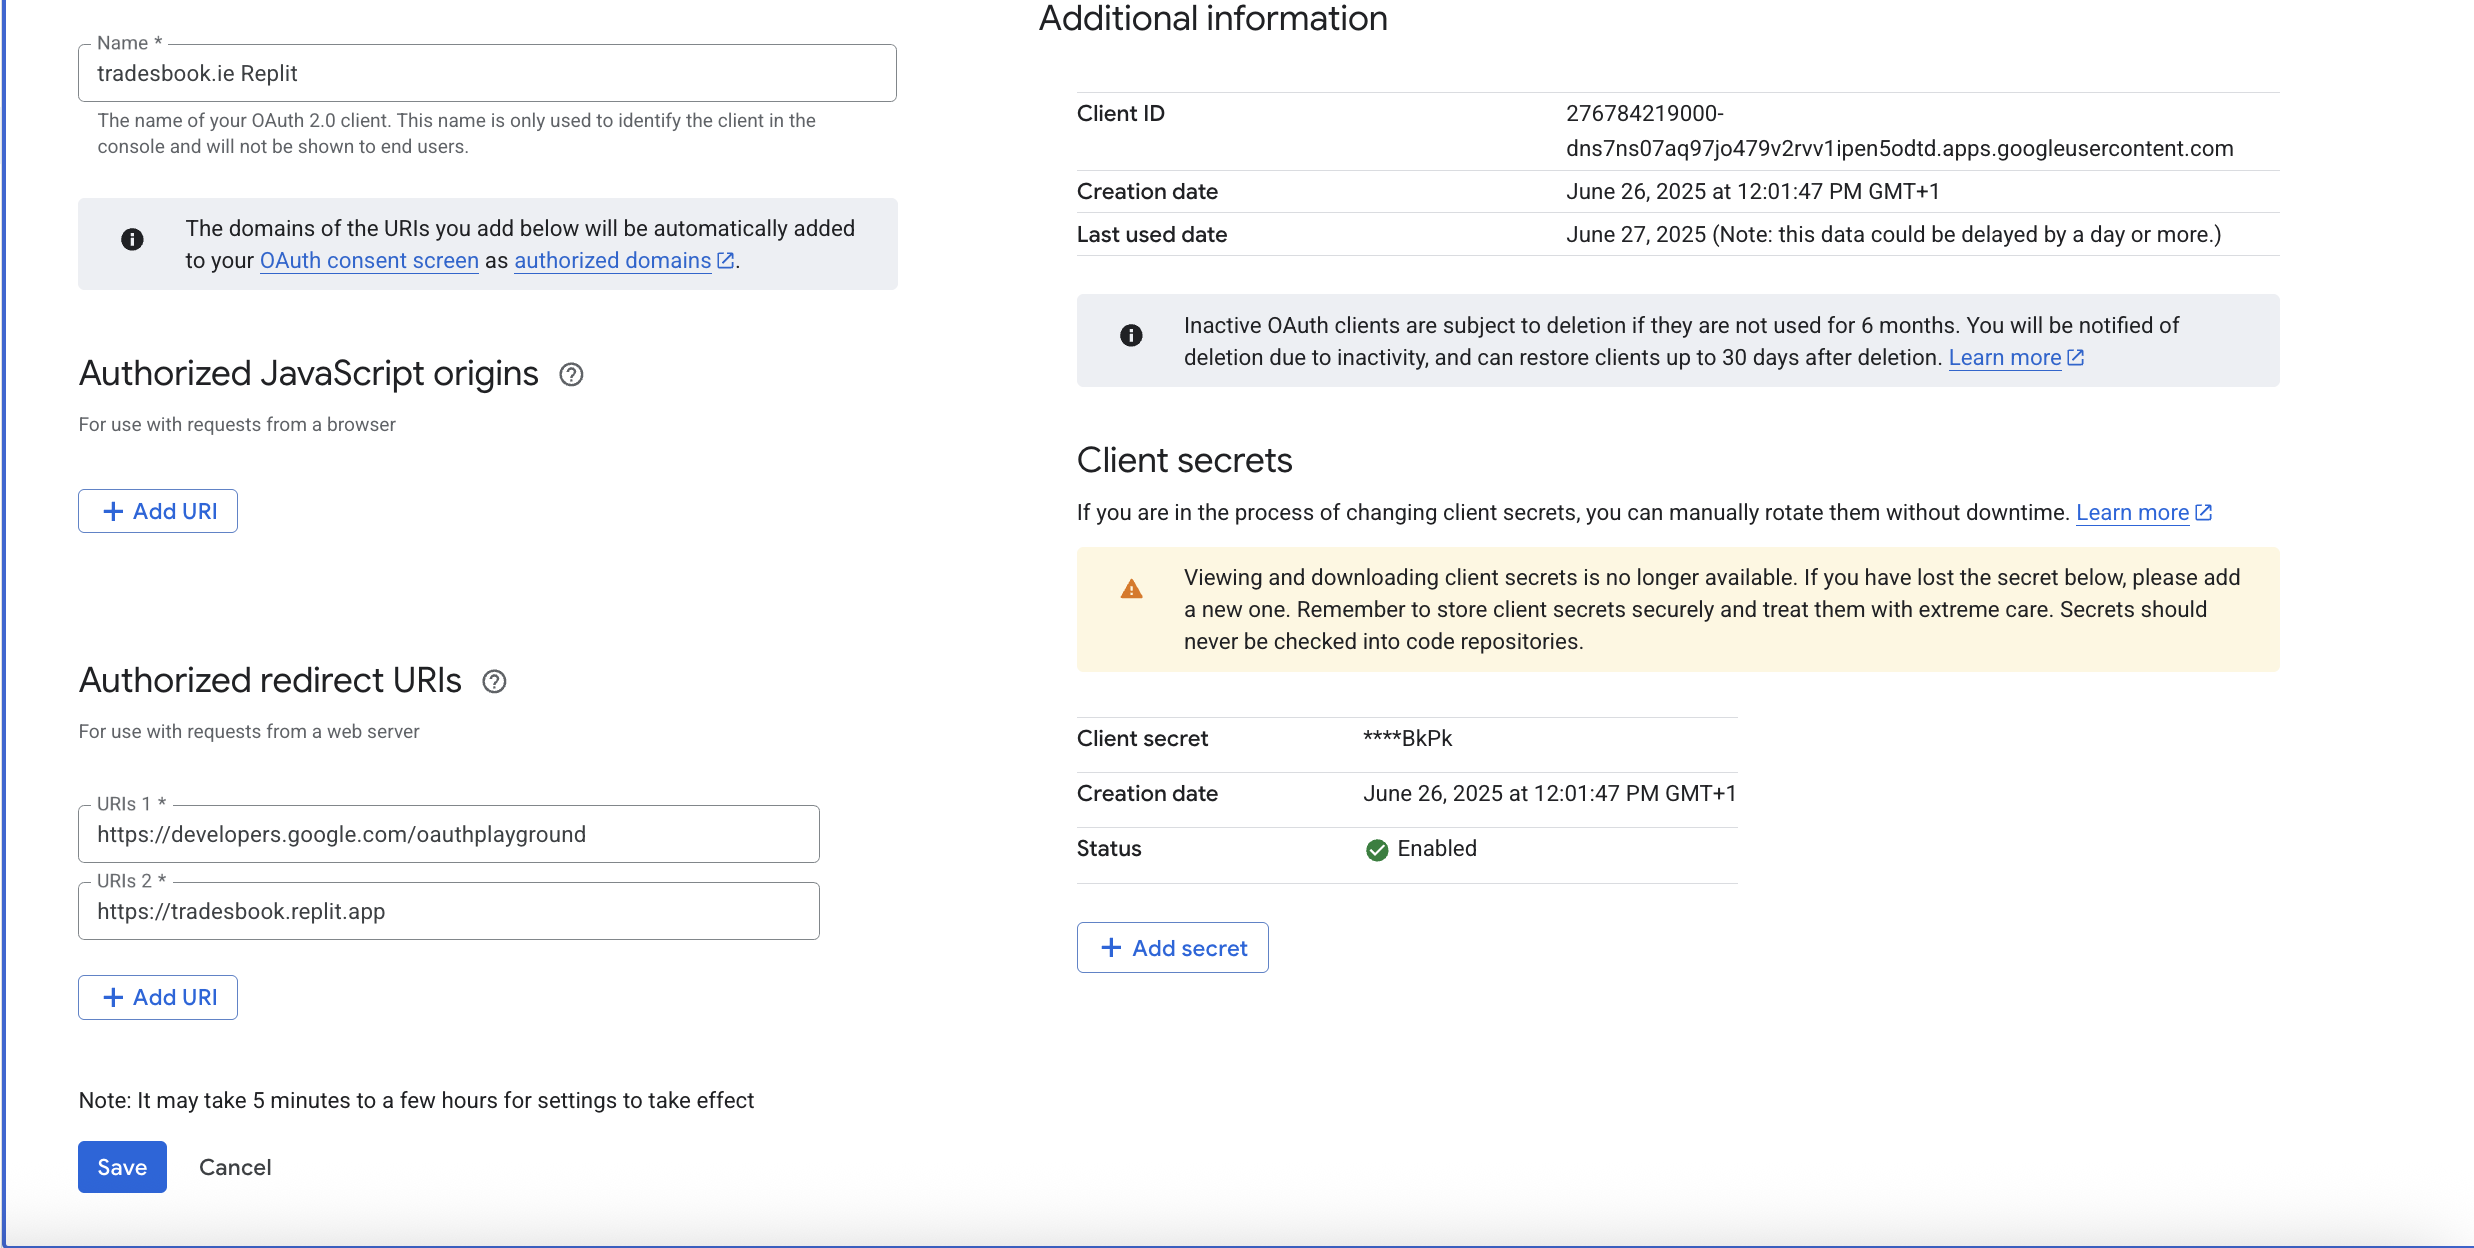 Name *
tradesbook.ie Replit
The name of your OAuth 2.0 client. This name is only used to identify the client in the
console and will not be shown to end users.
The domains of the URIs you add below will be automatically added
to your OAuth consent screen as authorized domains.
Authorized JavaScript origins
For use with requests from a browser
+ Add URI
Authorized redirect URIs
For use with requests from a web server
URIs 1 *
https://developers.google.com/oauthplayground
URIs 2 *
https://tradesbook.replit.app
+ Add URI
Note: It may take 5 minutes to a few hours for settings to take effect
Save Cancel
Additional information
Client ID 276784219000-
dns7ns07aq97jo479v2rvv1ipen5odtd.apps.googleusercontent.com
Creation date June 26, 2025 at 12:01:47 PM GMT+1
Last used date June 27, 2025 (Note: this data could be delayed by a day or more.)
Inactive OAuth clients are subject to deletion if they are not used for 6 months. You will be notified of
deletion due to inactivity, and can restore clients up to 30 days after deletion. Learn more
Client secrets
If you are in the process of changing client secrets, you can manually rotate them without downtime. Learn more
Viewing and downloading client secrets is no longer available. If you have lost the secret below, please add
a new one. Remember to store client secrets securely and treat them with extreme care. Secrets should
never be checked into code repositories.
Client secret ****BkPk
Creation date June 26, 2025 at 12:01:47 PM GMT+1
Status Enabled
+ Add secret